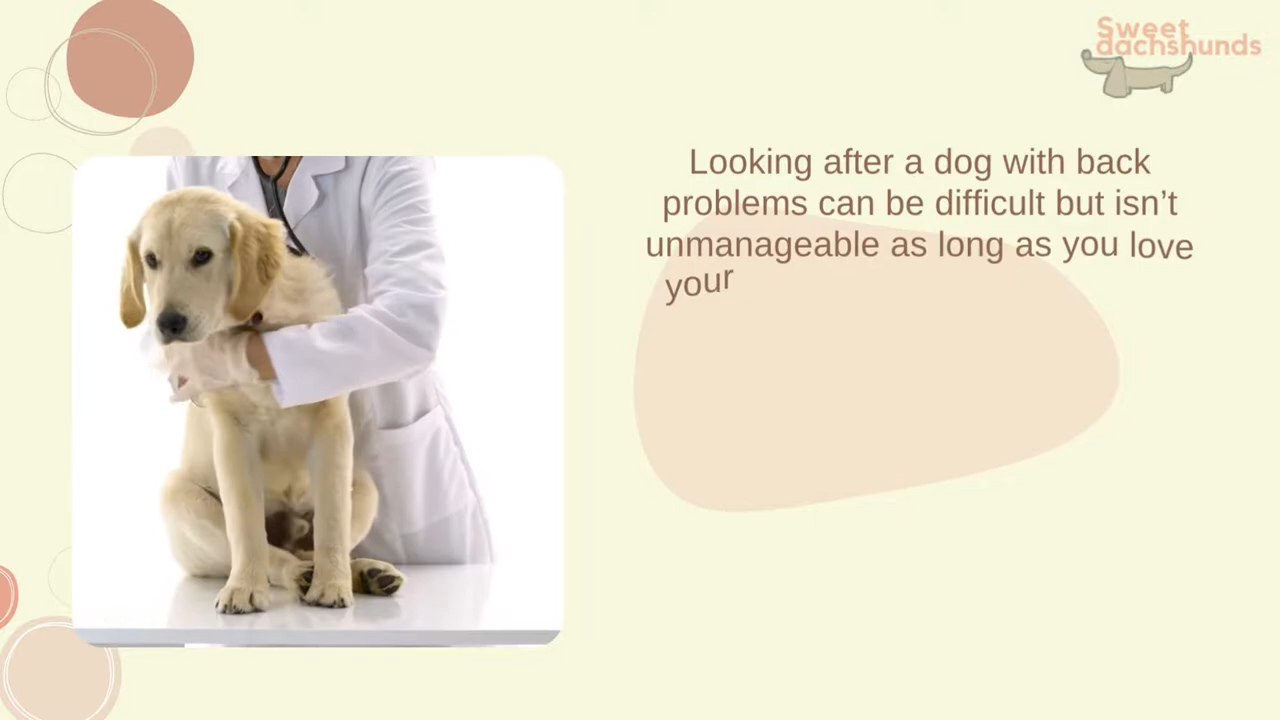 Sweet
dachshunds
Looking after a dog with back
problems can be difficult but isn’t
unmanageable as long as you love
your